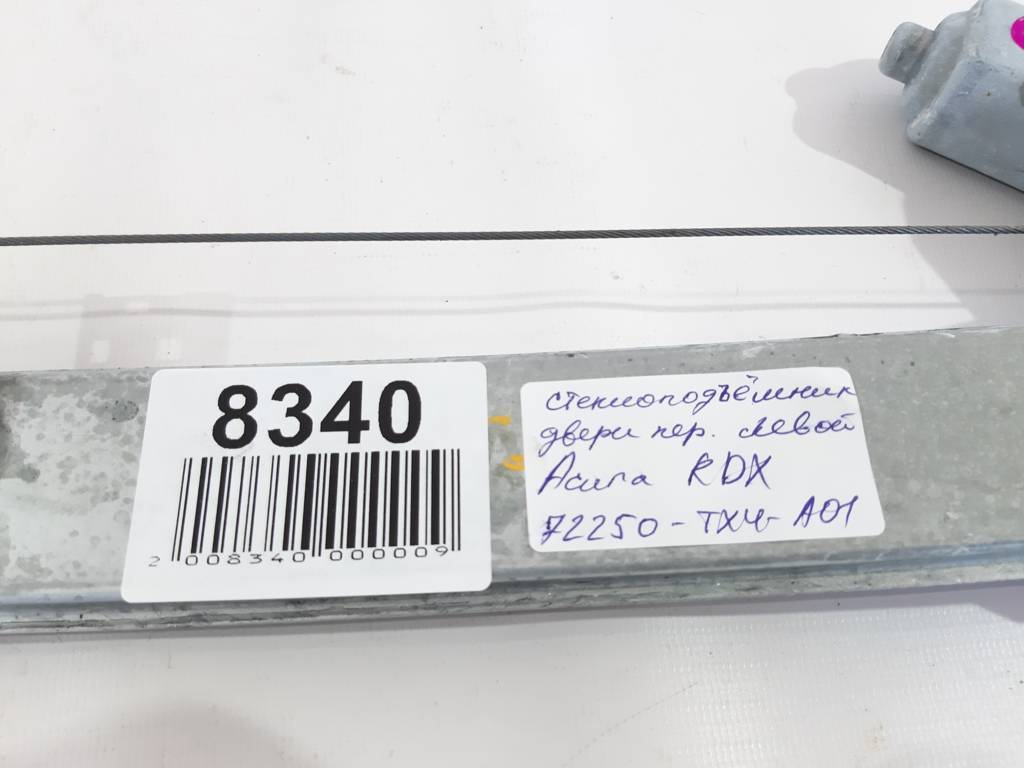 8340
2 008340 000009
стеклоподъёмник
двери пер. левой
Acura RDX
72250-TX4-A01